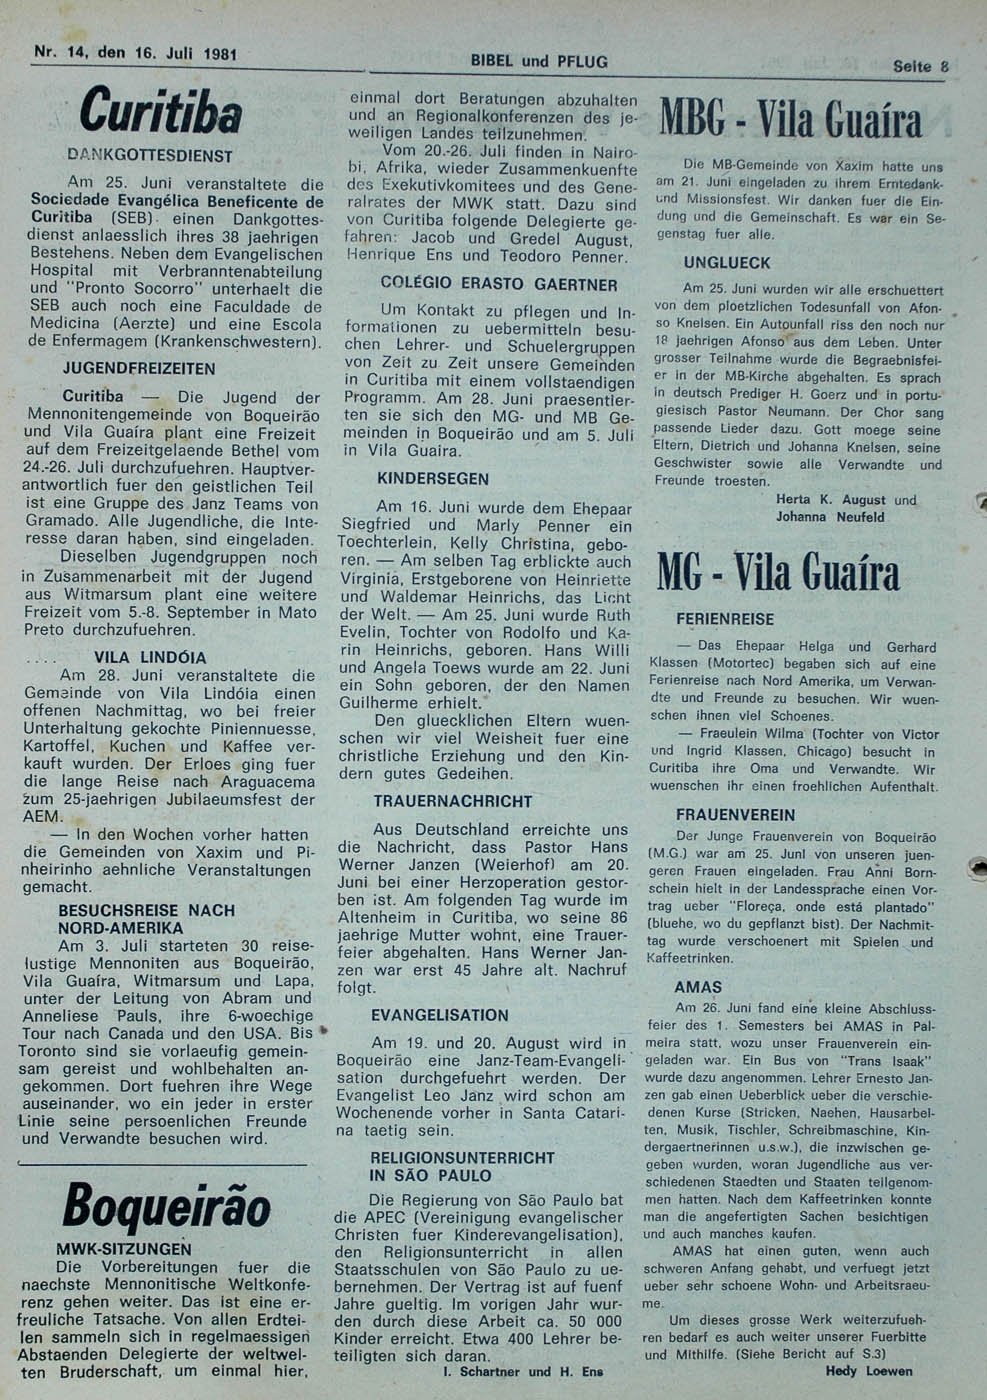 Nr. 14, den 16. Juli 1981
BIBEL und PFLUG
Seite 8
Curitiba
DANKGOTTESDIENST
Am 25. Juni veranstaltete die
Sociedade Evangélica Beneficente de
Curitiba (SEB) einen Dankgottes-
dienst anlaesslich ihres 38 jaehrigen
Bestehens. Neben dem Evangelischen
Hospital mit Verbranntenabteilung
und "Pronto Socorro" unterhaelt die
SEB auch noch eine Faculdade de
Medicina (Aerzte) und eine Escola
de Enfermagem (Krankenschwestern).
JUGENDFREIZEITEN
Curitiba — Die Jugend der
Mennonitengemeinde von Boqueirão
und Vila Guaíra plant eine Freizeit
auf dem Freizeitgelaende Bethel vom
24.-26. Juli durchzufuehren. Hauptver-
antwortlich fuer den geistlichen Teil
ist eine Gruppe des Janz Teams von
Gramado. Alle Jugendliche, die Inte-
resse daran haben, sind eingeladen.
Dieselben Jugendgruppen noch
in Zusammenarbeit mit der Jugend
aus Witmarsum plant eine weitere
Freizeit vom 5.-8. September in Mato
Preto durchzufuehren.
.... VILA LINDÓIA
Am 28. Juni veranstaltete die
Gemeinde von Vila Lindóia einen
offenen Nachmittag, wo bei freier
Unterhaltung gekochte Piniennuesse,
Kartoffel, Kuchen und Kaffee ver-
kauft wurden. Der Erloes ging fuer
die lange Reise nach Araguacema
zum 25-jaehrigen Jubilaeumsfest der
AEM.
— In den Wochen vorher hatten
die Gemeinden von Xaxim und Pi-
nheirinho aehnliche Veranstaltungen
gemacht.
BESUCHSREISE NACH
NORD-AMERIKA
Am 3. Juli starteten 30 reise-
lustige Mennoniten aus Boqueirão,
Vila Guaíra, Witmarsum und Lapa,
unter der Leitung von Abram und
Anneliese Pauls, ihre 6-woechige
Tour nach Canada und den USA. Bis
Toronto sind sie vorlaeufig gemein-
sam gereist und wohlbehalten an-
gekommen. Dort fuehren ihre Wege
auseinander, wo ein jeder in erster
Linie seine persoenlichen Freunde
und Verwandte besuchen wird.
Boqueirão
MWK-SITZUNGEN
Die Vorbereitungen fuer die
naechste Mennonitische Weltkonfe-
renz gehen weiter. Das ist eine er-
freuliche Tatsache. Von allen Erdtei-
len sammeln sich in regelmaessigen
Abstaenden Delegierte der weltwei-
ten Bruderschaft, um einmal hier,
einmal dort Beratungen abzuhalten
und an Regionalkonferenzen des je-
weiligen Landes teilzunehmen.
Vom 20.-26. Juli finden in Nairo-
bi, Afrika, wieder Zusammenkuenfte
des Exekutivkomitees und des Gene-
ralrates der MWK statt. Dazu sind
von Curitiba folgende Delegierte ge-
fahren: Jacob und Gredel August,
Henrique Ens und Teodoro Penner.
COLÉGIO ERASTO GAERTNER
Um Kontakt zu pflegen und In-
formationen zu uebermitteln besu-
chen Lehrer- und Schuelergruppen
von Zeit zu Zeit unsere Gemeinden
in Curitiba mit einem vollstaendigen
Programm. Am 28. Juni praesentier-
ten sie sich den MG- und MB Ge-
meinden in Boqueirão und am 5. Juli
in Vila Guaira.
KINDERSEGEN
Am 16. Juni wurde dem Ehepaar
Siegfried und Marly Penner ein
Toechterlein, Kelly Christina, gebo-
ren. — Am selben Tag erblickte auch
Virginía, Erstgeborene von Heinriette
und Waldemar Heinrichs, das Licht
der Welt. — Am 25. Juni wurde Ruth
Evelin, Tochter von Rodolfo und Ka-
rin Heinrichs, geboren. Hans Willi
und Angela Toews wurde am 22. Juni
ein Sohn geboren, der den Namen
Guilherme erhielt.
Den gluecklichen Eltern wuen-
schen wir viel Weisheit fuer eine
christliche Erziehung und den Kin-
dern gutes Gedeihen.
TRAUERNACHRICHT
Aus Deutschland erreichte uns
die Nachricht, dass Pastor Hans
Werner Janzen (Weierhof) am 20.
Juni bei einer Herzoperation gestor-
ben ist. Am folgenden Tag wurde im
Altenheim in Curitiba, wo seine 86
jaehrige Mutter wohnt, eine Trauer-
feier abgehalten. Hans Werner Jan-
zen war erst 45 Jahre alt. Nachruf
folgt.
EVANGELISATION
Am 19. und 20. August wird in
Boqueirão eine Janz-Team-Evangeli-
sation durchgefuehrt werden. Der
Evangelist Leo Janz wird schon am
Wochenende vorher in Santa Catari-
na taetig sein.
RELIGIONSUNTERRICHT
IN SÃO PAULO
Die Regierung von São Paulo bat
die APEC (Vereinigung evangelischer
Christen fuer Kinderevangelisation),
den Religionsunterricht in allen
Staatsschulen von São Paulo zu ue-
bernehmen. Der Vertrag ist auf fuenf
Jahre gueltig. Im vorigen Jahr wur-
den durch diese Arbeit ca. 50 000
Kinder erreicht. Etwa 400 Lehrer be-
teiligten sich daran.
I. Schartner und H. Ens
MBG - Vila Guaíra
Die MB-Gemeinde von Xaxim hatte uns
am 21. Juni eingeladen zu ihrem Erntedank-
und Missionsfest. Wir danken fuer die Ein-
dung und die Gemeinschaft. Es war ein Se-
genstag fuer alle.
UNGLUECK
Am 25. Juni wurden wir alle erschuettert
von dem ploetzlichen Todesunfall von Afon-
so Knelsen. Ein Autounfall riss den noch nur
18 jaehrigen Afonso aus dem Leben. Unter
grosser Teilnahme wurde die Begraebnisfei-
er in der MB-Kirche abgehalten. Es sprach
in deutsch Prediger H. Goerz und in portu-
giesisch Pastor Neumann. Der Chor sang
passende Lieder dazu. Gott moege seine
Eltern, Dietrich und Johanna Knelsen, seine
Geschwister sowie alle Verwandte und
Freunde troesten.
Herta K. August und
Johanna Neufeld
MG - Vila Guaíra
FERIENREISE
— Das Ehepaar Helga und Gerhard
Klassen (Motortec) begaben sich auf eine
Ferienreise nach Nord Amerika, um Verwan-
dte und Freunde zu besuchen. Wir wuen-
schen ihnen viel Schoenes.
— Fraeulein Wilma (Tochter von Victor
und Ingrid Klassen, Chicago) besucht in
Curitiba ihre Oma und Verwandte. Wir
wuenschen ihr einen froehlichen Aufenthalt.
FRAUENVEREIN
Der Junge Frauenverein von Boqueirão
(M.G.) war am 25. Juni von unseren juen-
geren Frauen eingeladen. Frau Anni Born-
schein hielt in der Landessprache einen Vor-
trag ueber "Floreça, onde está plantado"
(bluehe, wo du gepflanzt bist). Der Nachmit-
tag wurde verschoenert mit Spielen und
Kaffeetrinken.
AMAS
Am 26. Juni fand eine kleine Abschluss-
feier des 1. Semesters bei AMAS in Pal-
meira statt, wozu unser Frauenverein ein-
geladen war. Ein Bus von "Trans Isaak"
wurde dazu angenommen. Lehrer Ernesto Jan-
zen gab einen Ueberblick ueber die verschie-
denen Kurse (Stricken, Naehen, Hausarbei-
ten, Musik, Tischler, Schreibmaschine, Kin-
dergaertnerinnen u.s.w.), die inzwischen ge-
geben wurden, woran Jugendliche aus ver-
schiedenen Staedten und Staaten teilgenom-
men hatten. Nach dem Kaffeetrinken konnte
man die angefertigten Sachen besichtigen
und auch manches kaufen.
AMAS hat einen guten, wenn auch
schweren Anfang gehabt, und verfuegt jetzt
ueber sehr schoene Wohn- und Arbeitsraeu-
me.
Um dieses grosse Werk weiterzufueh-
ren bedarf es auch weiter unserer Fuerbitte
und Mithilfe. (Siehe Bericht auf S.3)
Hedy Loewen